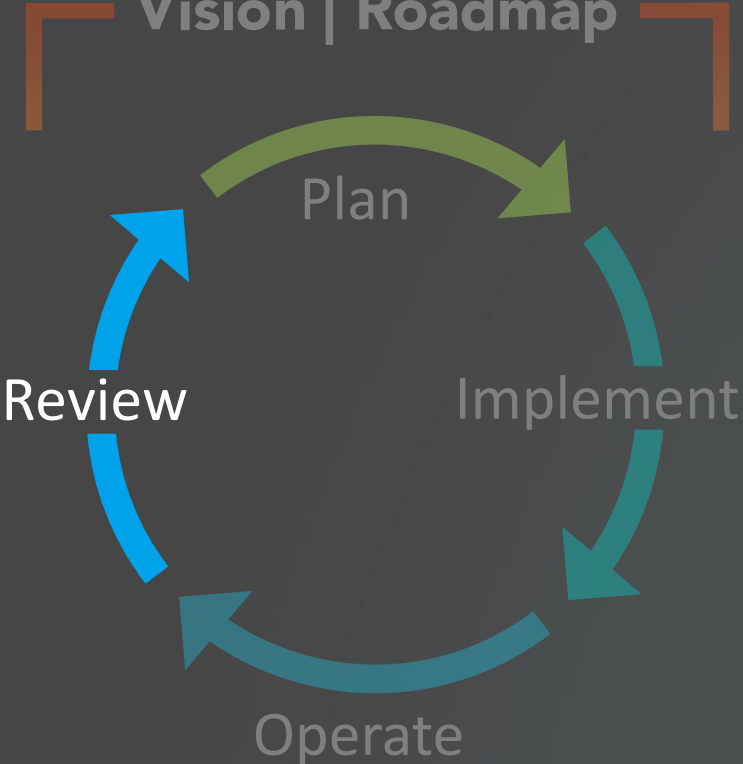 Vision | Roadmap
Plan
Review
Implement
Operate